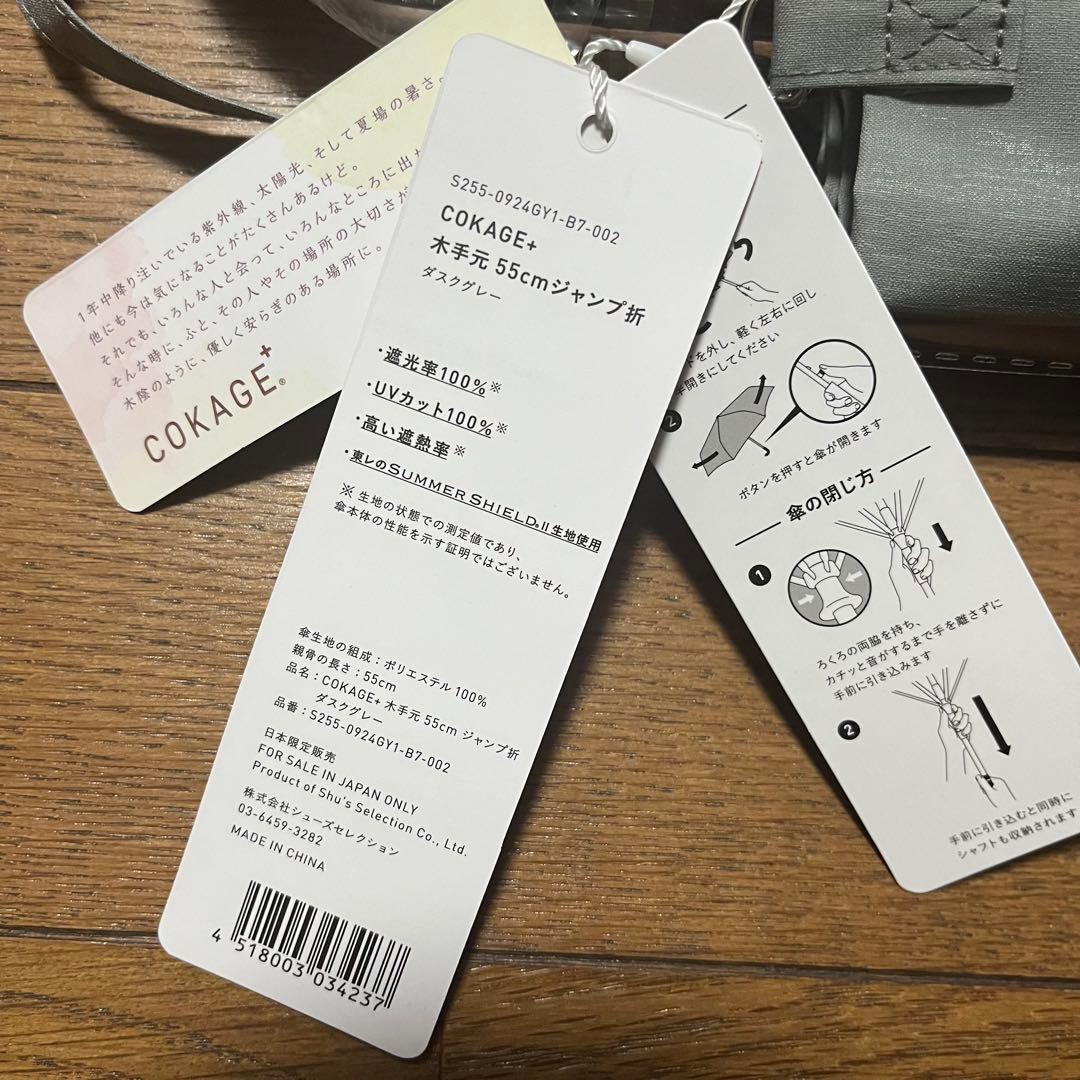 1年中降り注いでいる紫外線、太陽光、そして夏場の暑さ。
他にも今は気になることがたくさんあるけど。
それでも、いろんな人と会って、いろんなところに出
そんな時に、ふと、その人やその場所の大切さが
木陰のように、優しく安らぎのある場所に。
COKAGE+®
S255-0924GY1-B7-002
COKAGE+
木手元 55cmジャンプ折
ダスクグレー
・遮光率100%※
・UVカット100%※
・高い遮熱率※
・東レのSUMMER SHIELD®II生地使用
※ 生地の状態での測定値であり、
傘本体の性能を示す証明ではございません。
傘生地の組成：ポリエステル 100%
親骨の長さ：55cm
品名：COKAGE+ 木手元 55cm ジャンプ折
ダスクグレー
品番：S255-0924GY1-B7-002
日本限定販売
FOR SALE IN JAPAN ONLY
Product of Shu's Selection Co., Ltd.
株式会社シューズセレクション
03-6459-3282
MADE IN CHINA
4 518003 034237
を外し、軽く左右に回し
半開きにしてください
2
ボタンを押すと傘が開きます
傘の閉じ方
1
ろくろの両脇を持ち、
カチッと音がするまで手を離さずに
手前に引き込みます
2
手前に引き込むと同時に
シャフトも収納されます